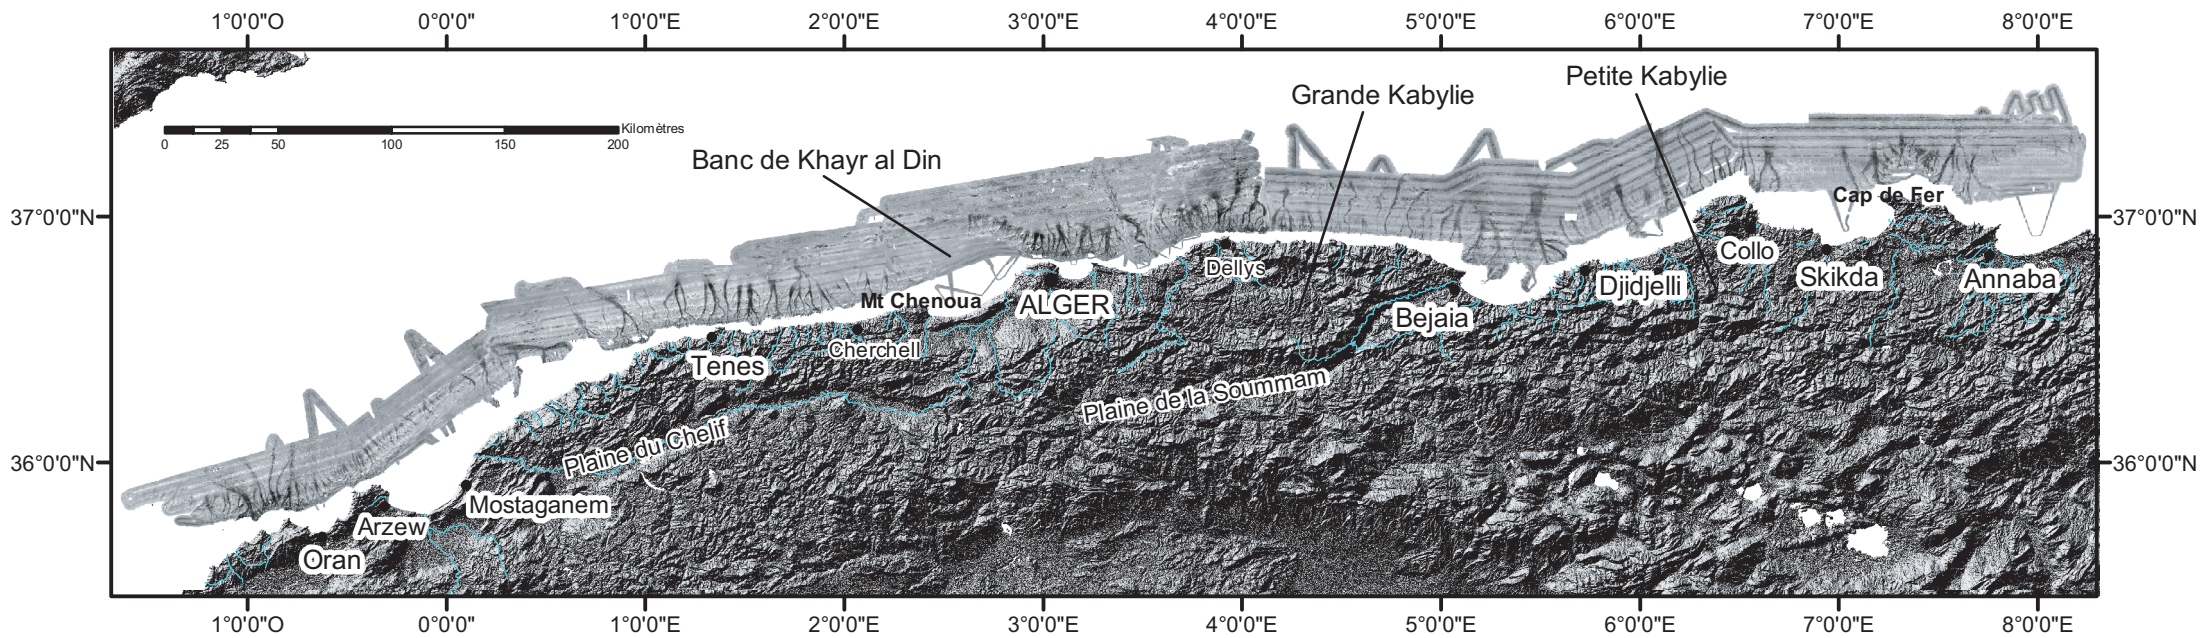 1°0'0"O 0°0'0" 1°0'0"E 2°0'0"E 3°0'0"E 4°0'0"E 5°0'0"E 6°0'0"E 7°0'0"E 8°0'0"E
Petite Kabylie
Grande Kabylie
Kilomètres
0 25 50 100 150 200
Banc de Khayr al Din
Cap de Fer
37°0'0"N 37°0'0"N
Collo
Dellys
Skikda
Annaba
Djidjelli
Mt Chenoua
ALGER
Bejaia
Cherchell
Tenes
Plaine de la Soummam
Plaine du Chelif
36°0'0"N 36°0'0"N
Mostaganem
Arzew
Oran
1°0'0"O 0°0'0" 1°0'0"E 2°0'0"E 3°0'0"E 4°0'0"E 5°0'0"E 6°0'0"E 7°0'0"E 8°0'0"E